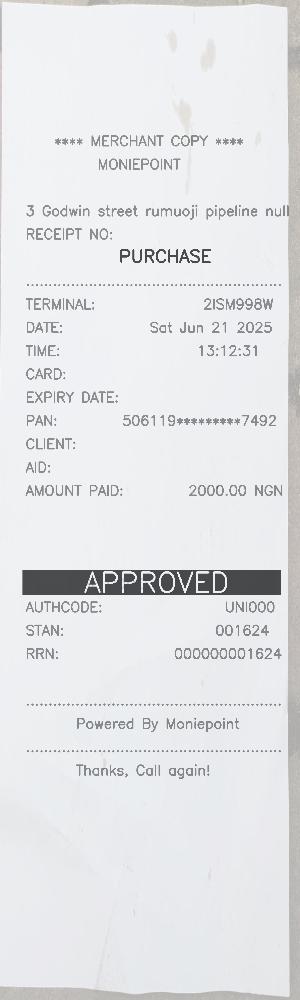 **** MERCHANT COPY ****
MONIEPOINT
3 Godwin street rumuoji pipeline null
RECEIPT NO:
PURCHASE
TERMINAL: 2ISM998W
DATE: Sat Jun 21 2025
TIME: 13:12:31
CARD:
EXPIRY DATE:
PAN: 506119*********7492
CLIENT:
AID:
AMOUNT PAID: 2000.00 NGN
APPROVED
AUTHCODE: UNI000
STAN: 001624
RRN: 000000001624
Powered By Moniepoint
Thanks, Call again!